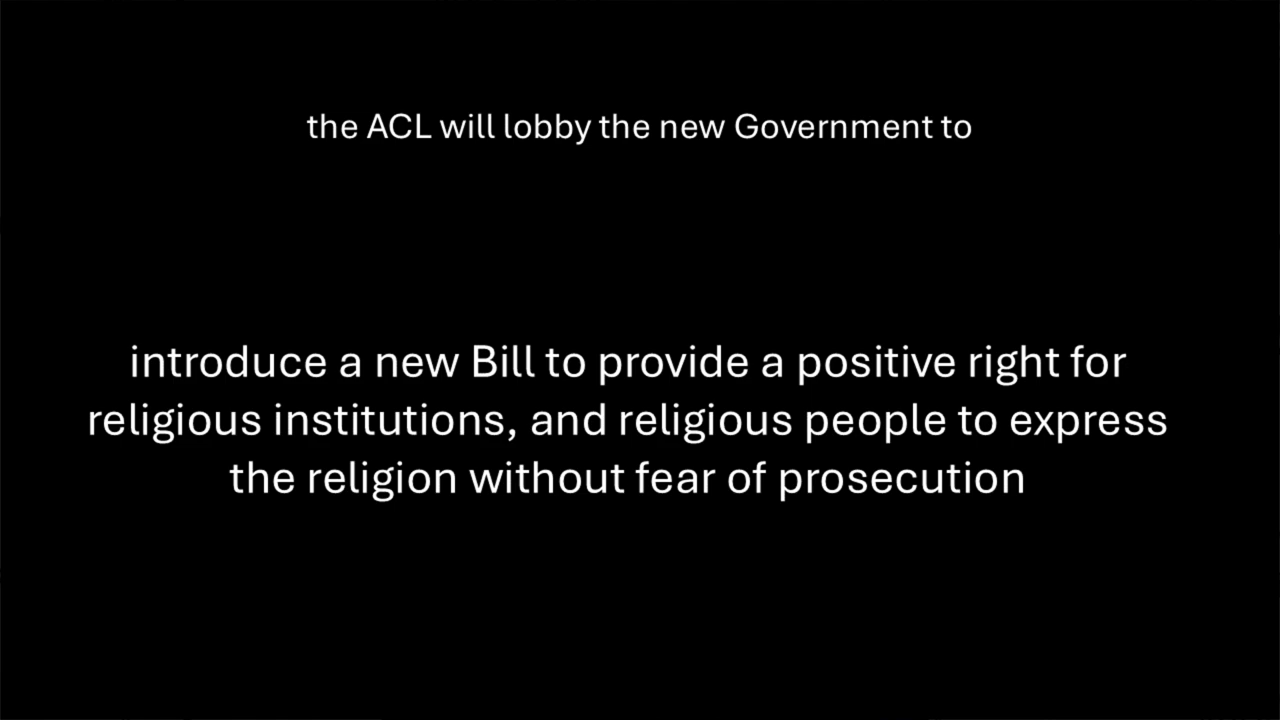 the ACL will lobby the new Government to
introduce a new Bill to provide a positive right for
religious institutions, and religious people to express
the religion without fear of prosecution